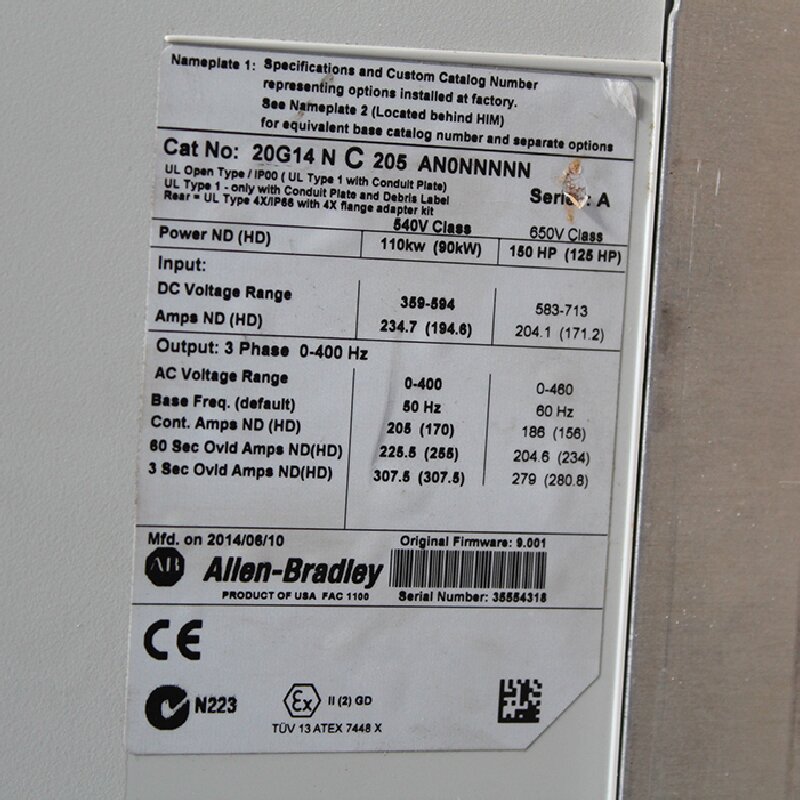 Nameplate 1: Specifications and Custom Catalog Number
representing options installed at factory.
See Nameplate 2 (Located behind HIM)
for equivalent base catalog number and separate options
Cat No: 20G14 N C 205 AN0NNNNN
UL Open Type / IP00 ( UL Type 1 with Conduit Plate)
UL Type 1 - only with Conduit Plate and Debris Label Series: A
Rear - UL Type 4X/IP66 with 4X flange adapter kit
540V Class 650V Class
Power ND (HD) 110kw (90kW) 150 HP (125 HP)
Input:
DC Voltage Range 359-594 583-713
Amps ND (HD) 234.7 (194.6) 204.1 (171.2)
Output: 3 Phase 0-400 Hz
AC Voltage Range 0-400 0-460
Base Freq. (default) 50 Hz 60 Hz
Cont. Amps ND (HD) 205 (170) 186 (156)
60 Sec Ovld Amps ND(HD) 225.5 (255) 204.6 (234)
3 Sec Ovld Amps ND(HD) 307.5 (307.5) 279 (280.8)
Mfd. on 2014/06/10 Original Firmware: 9.001
AB Allen-Bradley
PRODUCT OF USA FAC 1100 Serial Number: 35554318
CE
N223
Ex II (2) GD
TÜV 13 ATEX 7448 X